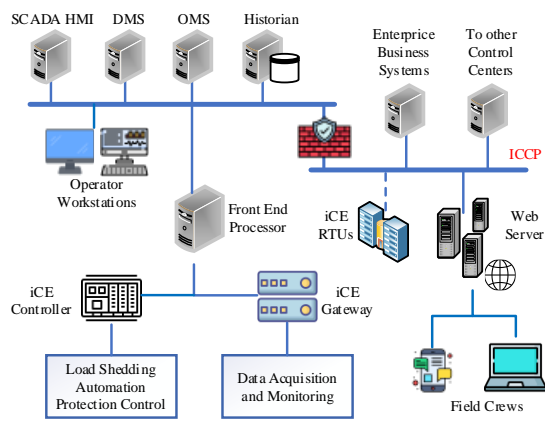 SCADA HMI
DMS
OMS
Historian
Enterprice
Business
Systems
To other
Control
Centers
ICCP
Operator
Workstations
Front End
Processor
iCE
RTUs
Web
Server
iCE
Controller
iCE
Gateway
Load Shedding
Automation
Protection Control
Data Acquisition
and Monitoring
Field Crews